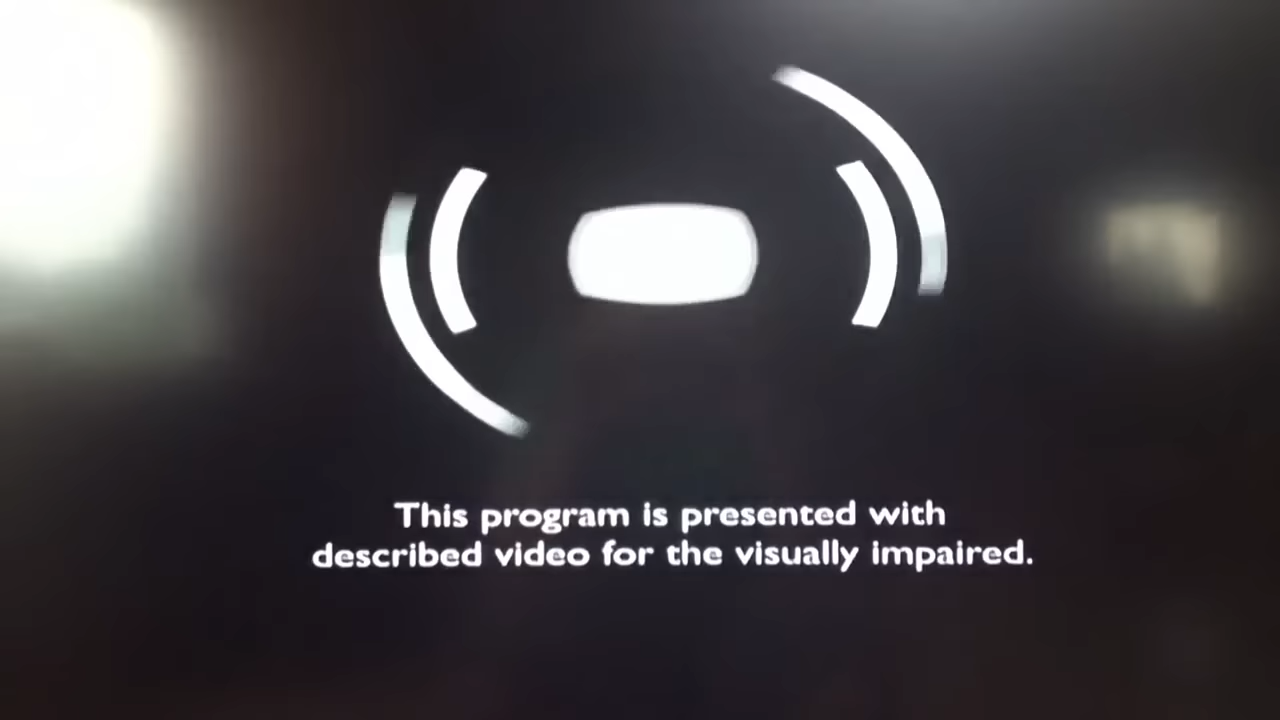 This program is presented with
described video for the visually impaired.